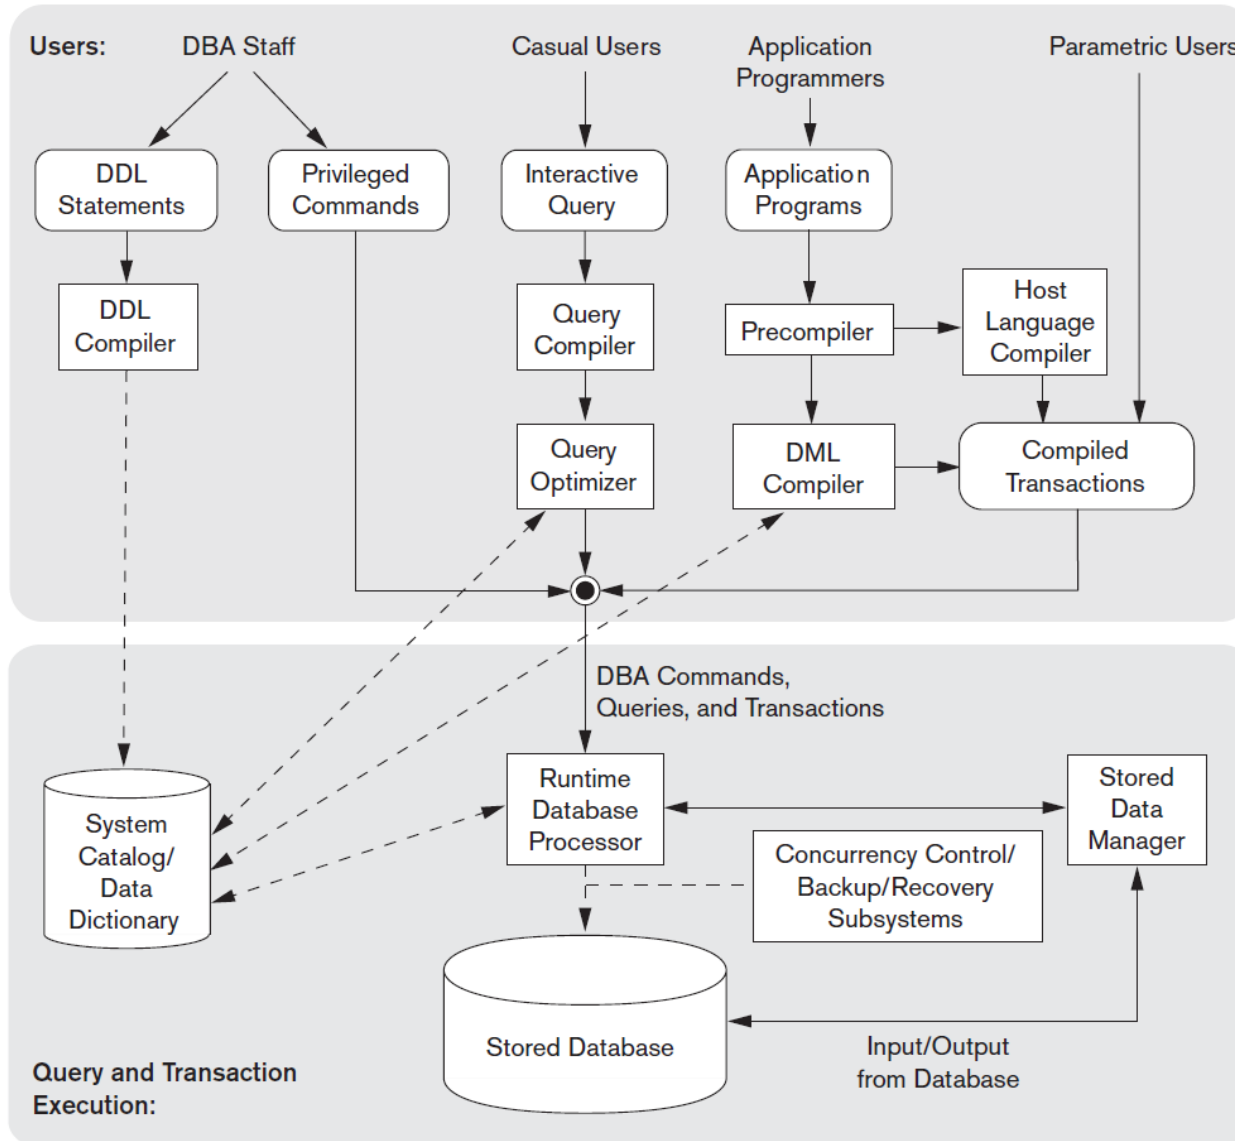 Users:
DBA Staff
Casual Users
Application
Programmers
Parametric Users
DDL
Statements
Privileged
Commands
Interactive
Query
Application
Programs
DDL
Compiler
Query
Compiler
Precompiler
Host
Language
Compiler
Query
Optimizer
DML
Compiler
Compiled
Transactions
DBA Commands,
Queries, and Transactions
System
Catalog/
Data
Dictionary
Runtime
Database
Processor
Stored
Data
Manager
Concurrency Control/
Backup/Recovery
Subsystems
Stored Database
Input/Output
from Database
Query and Transaction
Execution: